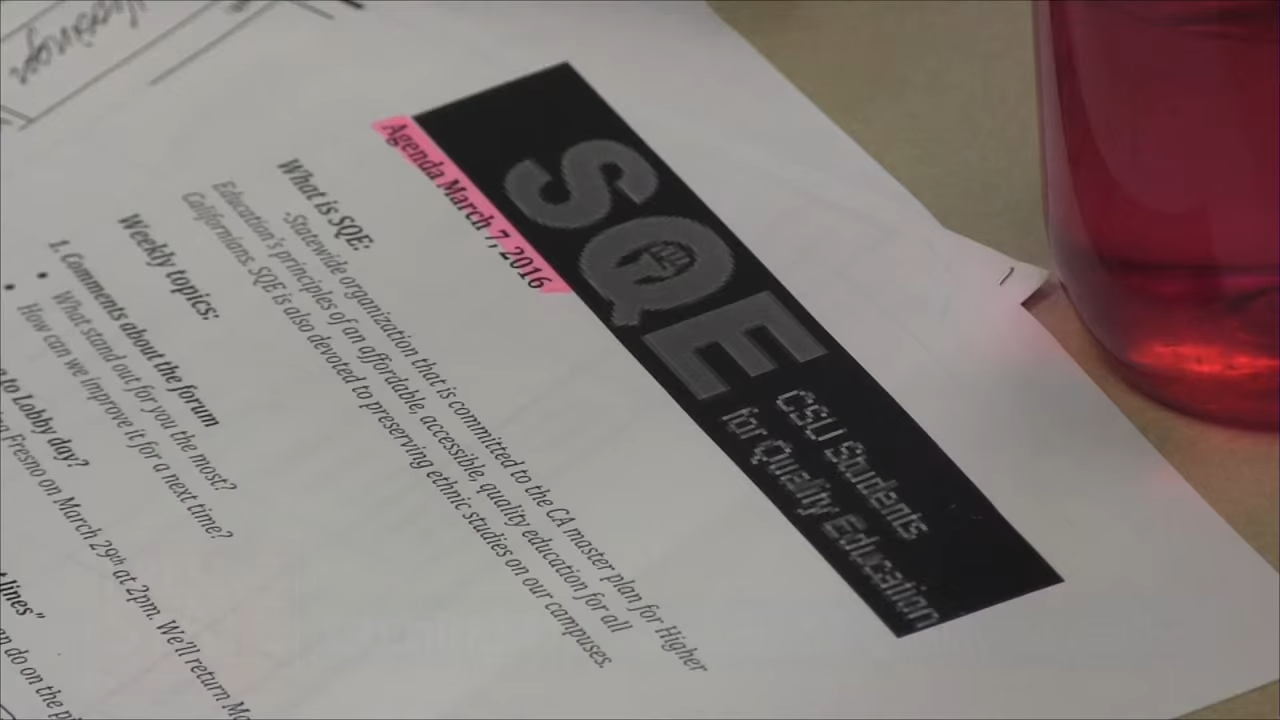 SQE
CSU Students
for Quality Education
Agenda March 7, 2016
What is SQE:
-Statewide organization that is committed to the CA master plan for Higher
Education's principles of an affordable, accessible, quality education for all
Californians. SQE is also devoted to preserving ethnic studies on our campuses.
Weekly topics:
1. Comments about the forum
• What stand out for you the most?
• How can we improve it for a next time?
to Lobby day?
Fresno on March 29th at 2pm. We'll return
lines"
do on the